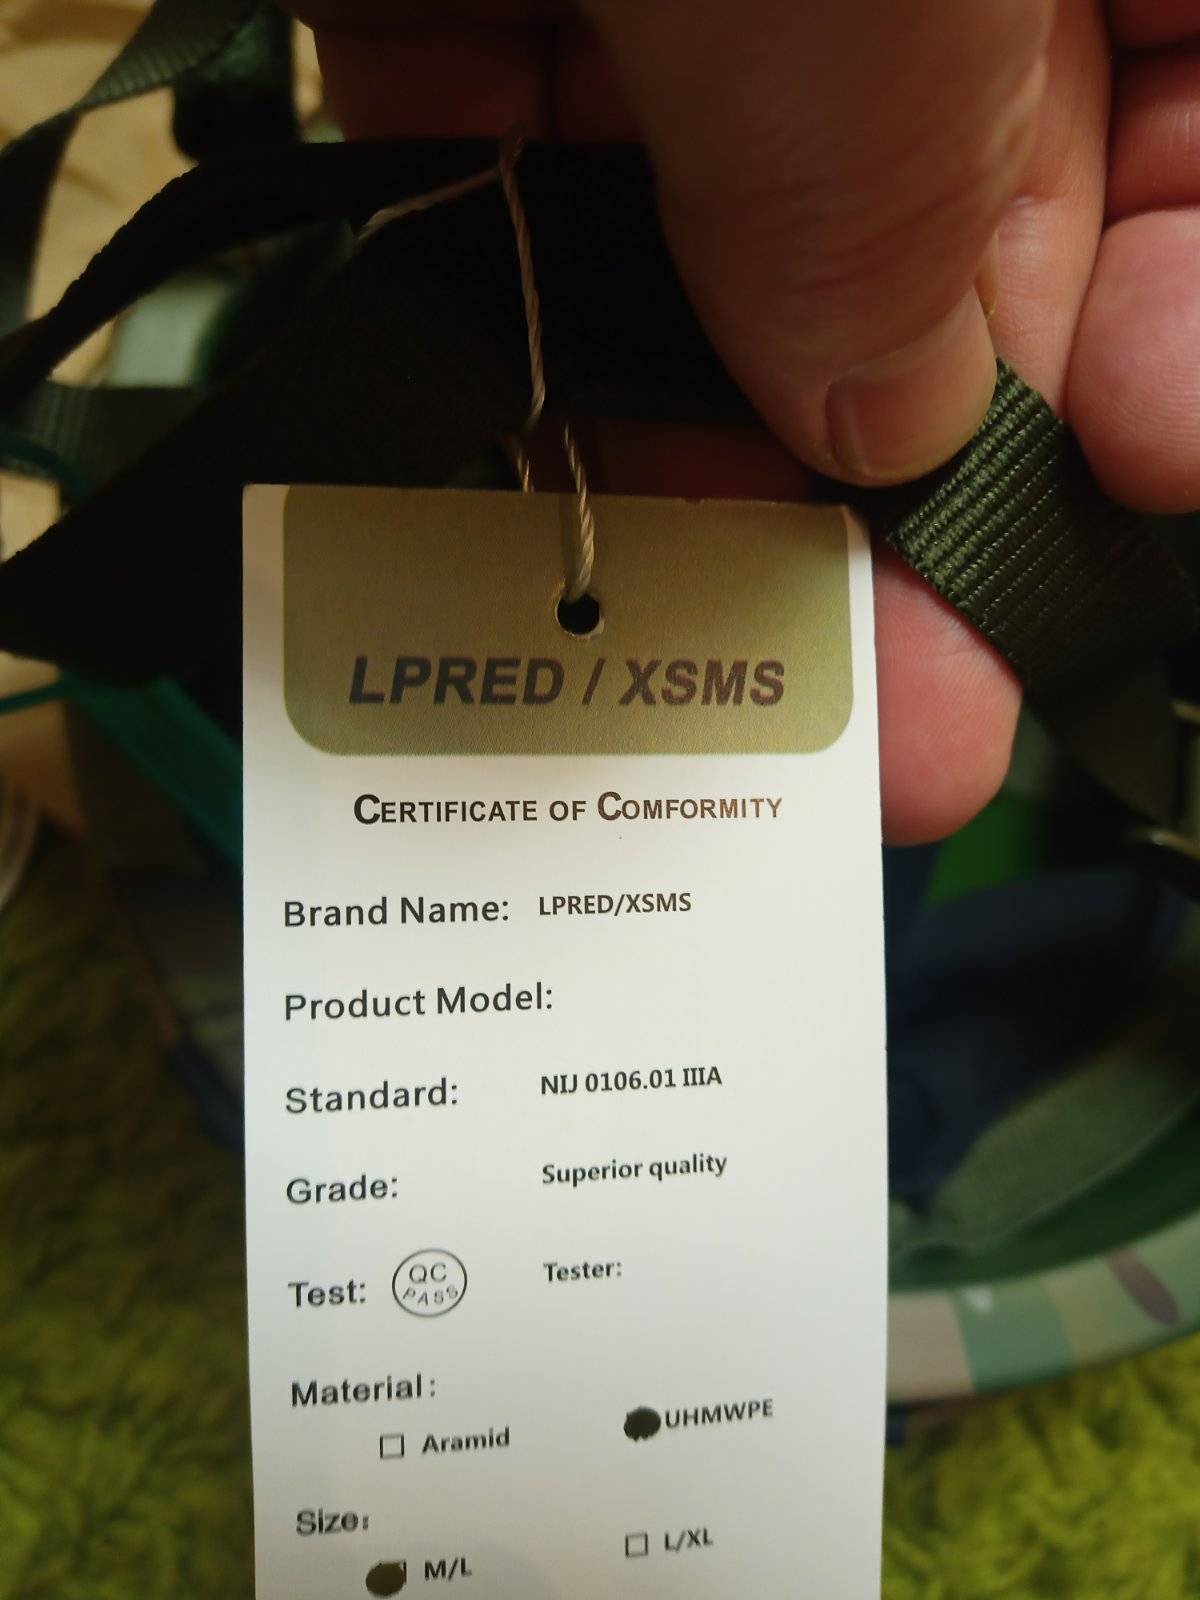 LPRED / XSMS
CERTIFICATE OF COMFORMITY
Brand Name: LPRED/XSMS
Product Model:
Standard: NIJ 0106.01 IIIA
Grade: Superior quality
Test: QC PASS Tester:
Material:
Aramid UHMWPE
Size:
M/L L/XL